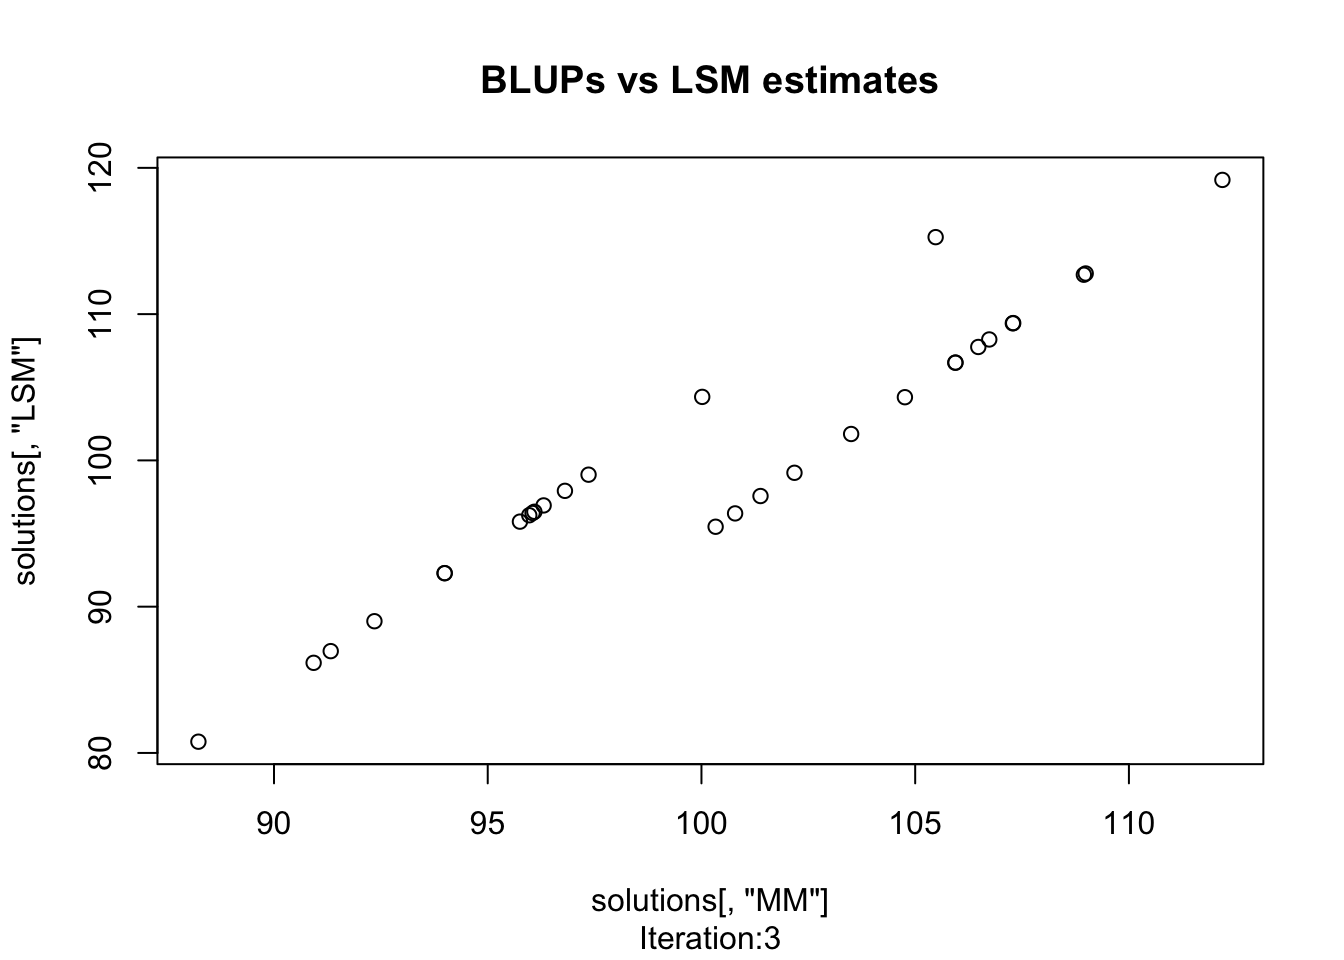 BLUPs vs LSM estimates
120
110
100
90
80
solutions[, "LSM"]
90 95 100 105 110
solutions[, "MM"]
Iteration:3